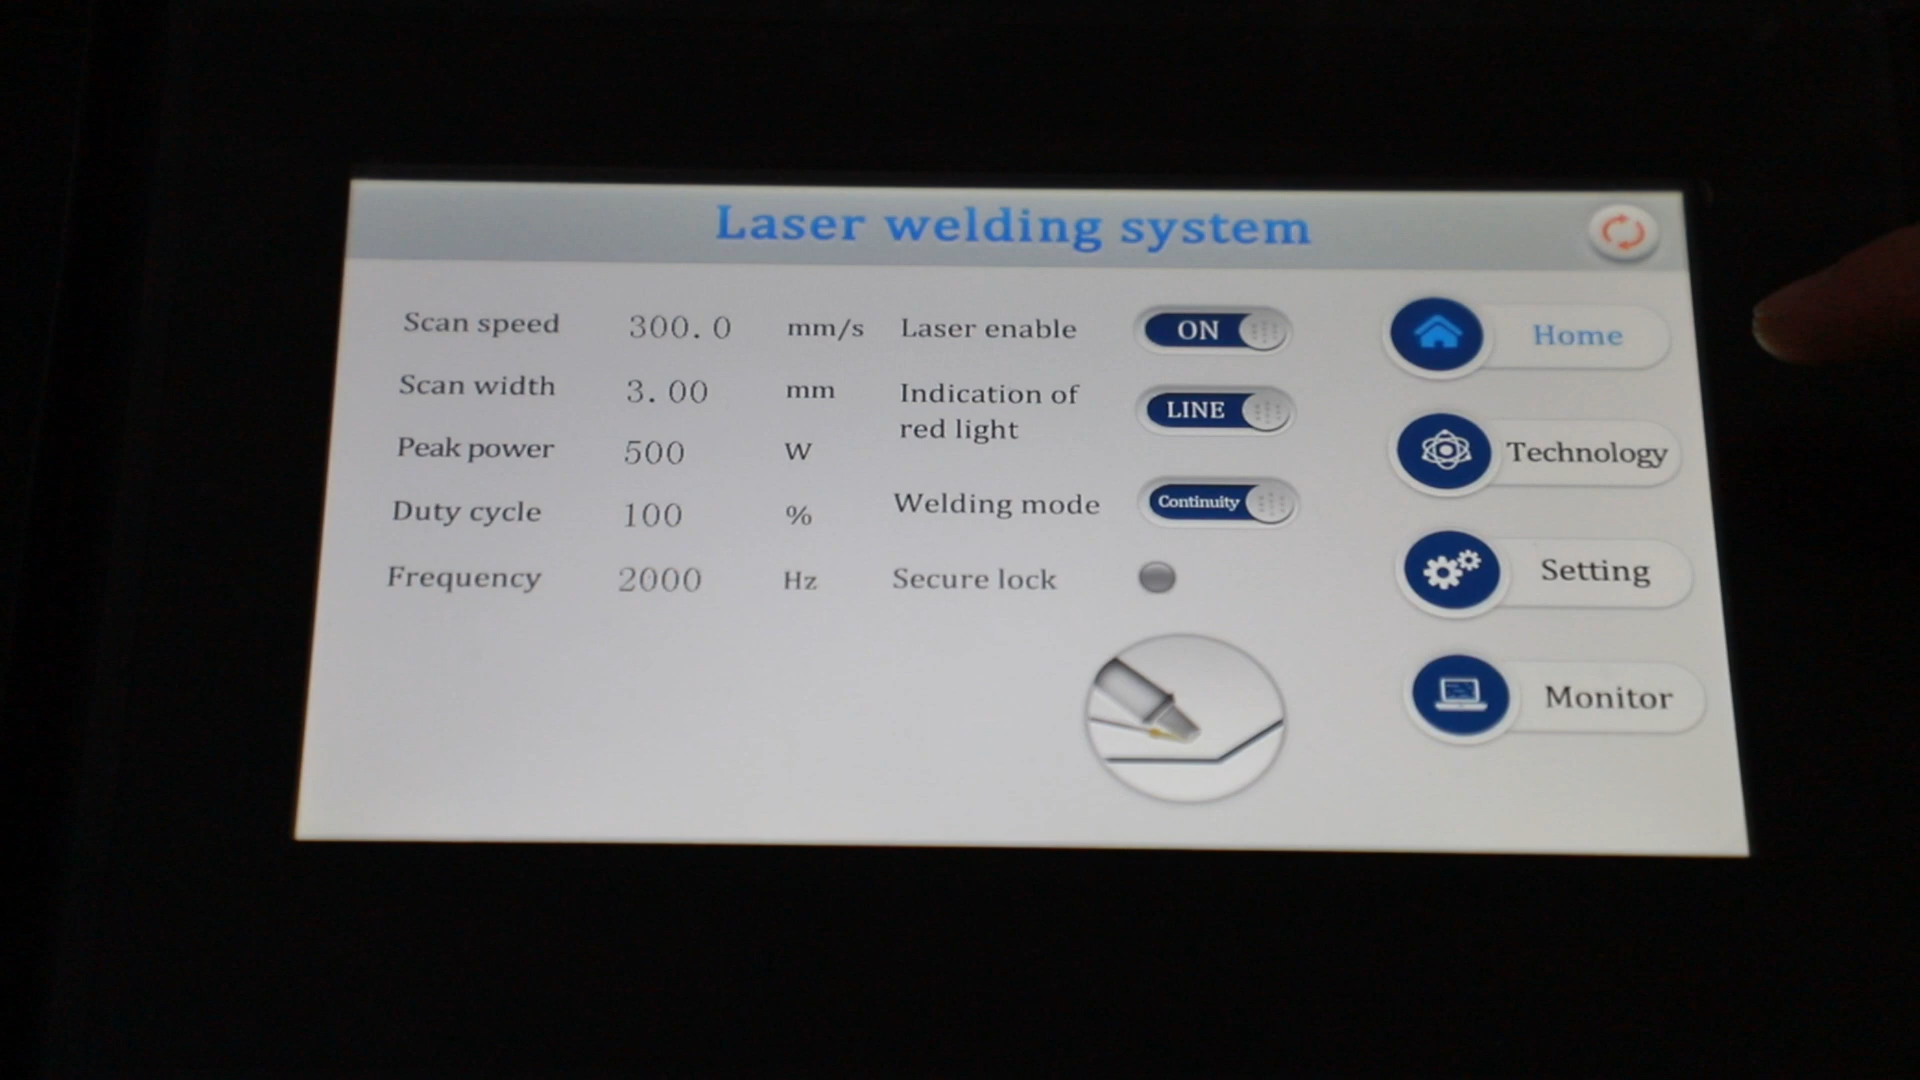 Laser welding system
Scan speed 300.0 mm/s
Scan width 3.00 mm
Peak power 500 W
Duty cycle 100 %
Frequency 2000 Hz
Laser enable ON
Indication of
red light LINE
Welding mode Continuity
Secure lock
Home
Technology
Setting
Monitor